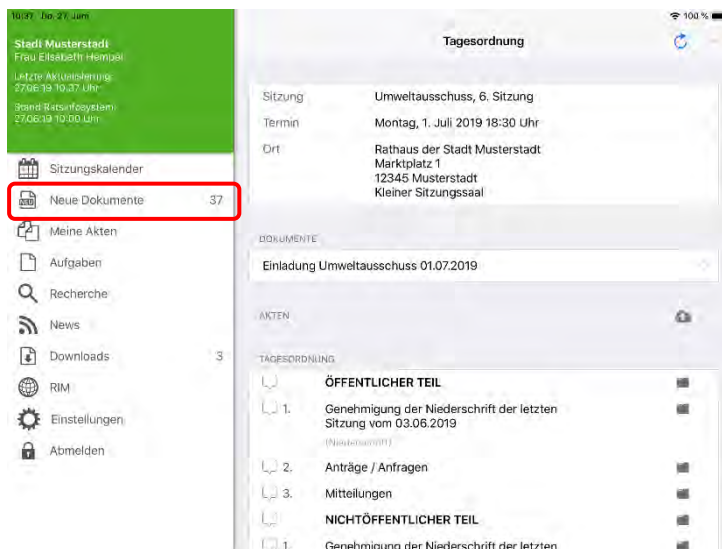 10:37 Do. 27. Juni
100 %
Stadt Musterstadt
Frau Elisabeth Hempel
Letzte Aktualisierung:
27.06.19 10:37 Uhr
Stand Ratsinfosystem:
27.06.19 10:00 Uhr
Sitzungskalender
Neue Dokumente 37
Meine Akten
Aufgaben
Recherche
News
Downloads 3
RIM
Einstellungen
Abmelden
Tagesordnung
Sitzung Umweltausschuss, 6. Sitzung
Termin Montag, 1. Juli 2019 18:30 Uhr
Ort Rathaus der Stadt Musterstadt
Marktplatz 1
12345 Musterstadt
Kleiner Sitzungssaal
DOKUMENTE
Einladung Umweltausschuss 01.07.2019
AKTEN
TAGESORDNUNG
ÖFFENTLICHER TEIL
1. Genehmigung der Niederschrift der letzten
Sitzung vom 03.06.2019
(Niederschrift)
2. Anträge / Anfragen
3. Mitteilungen
NICHTÖFFENTLICHER TEIL
1. Genehmigung der Niederschrift der letzten